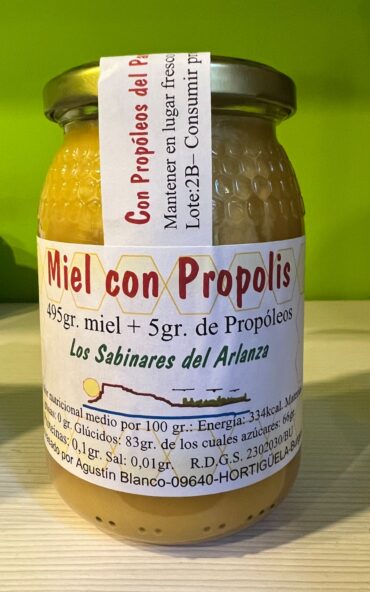 Con Propóleos del Pa
Mantener en lugar fresco
Lote:2B– Consumir pr
Miel con Propolis
495gr. miel + 5gr. de Propóleos
Los Sabinares del Arlanza
nutricional medio por 100 gr.: Energía: 334kcal.
0 gr. Glúcidos: 83gr. de los cuales azúcares: 66gr.
0,1gr. Sal: 0,01gr. R.D.G.S. 2302030/BU
por Agustín Blanco-09640-HORTIGÜELA-